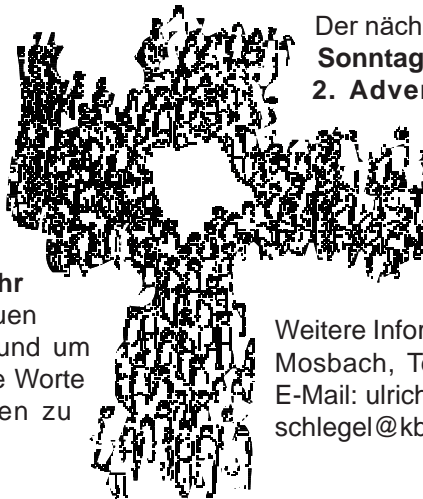 Der näch
Sonntag
2. Adver
hr
uen
und um
e Worte
en zu
Weitere Infor
Mosbach, Te
E-Mail: ulrich
schlegel@kb